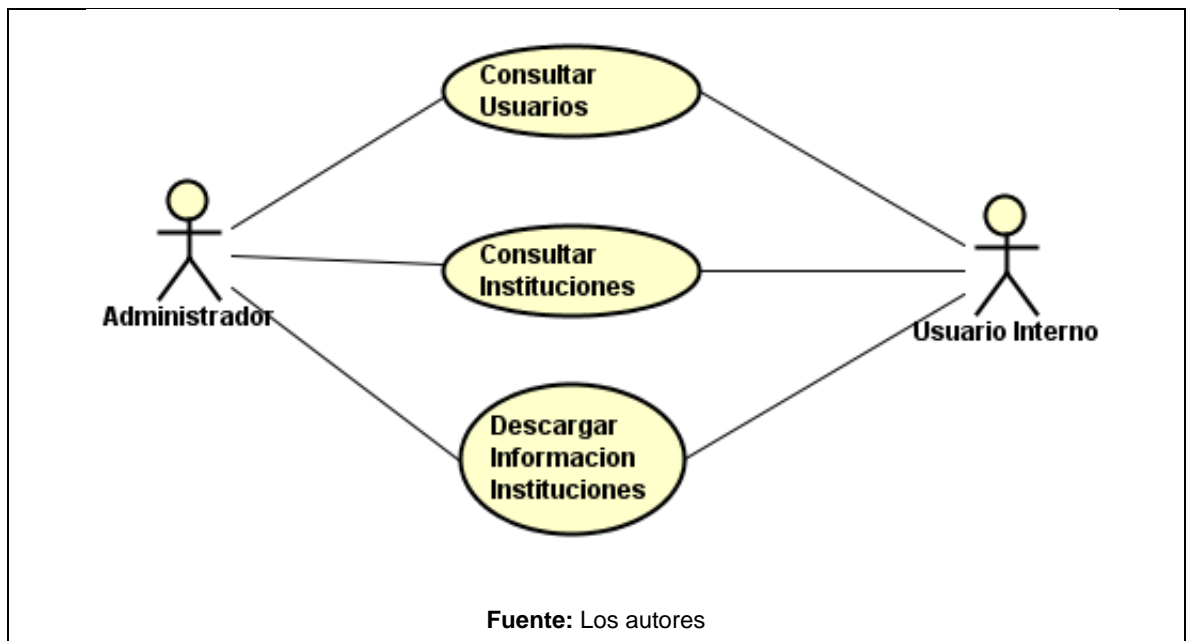 Consultar
Usuarios
Consultar
Instituciones
Administrador
Usuario Interno
Descargar
Informacion
Instituciones
Fuente: Los autores